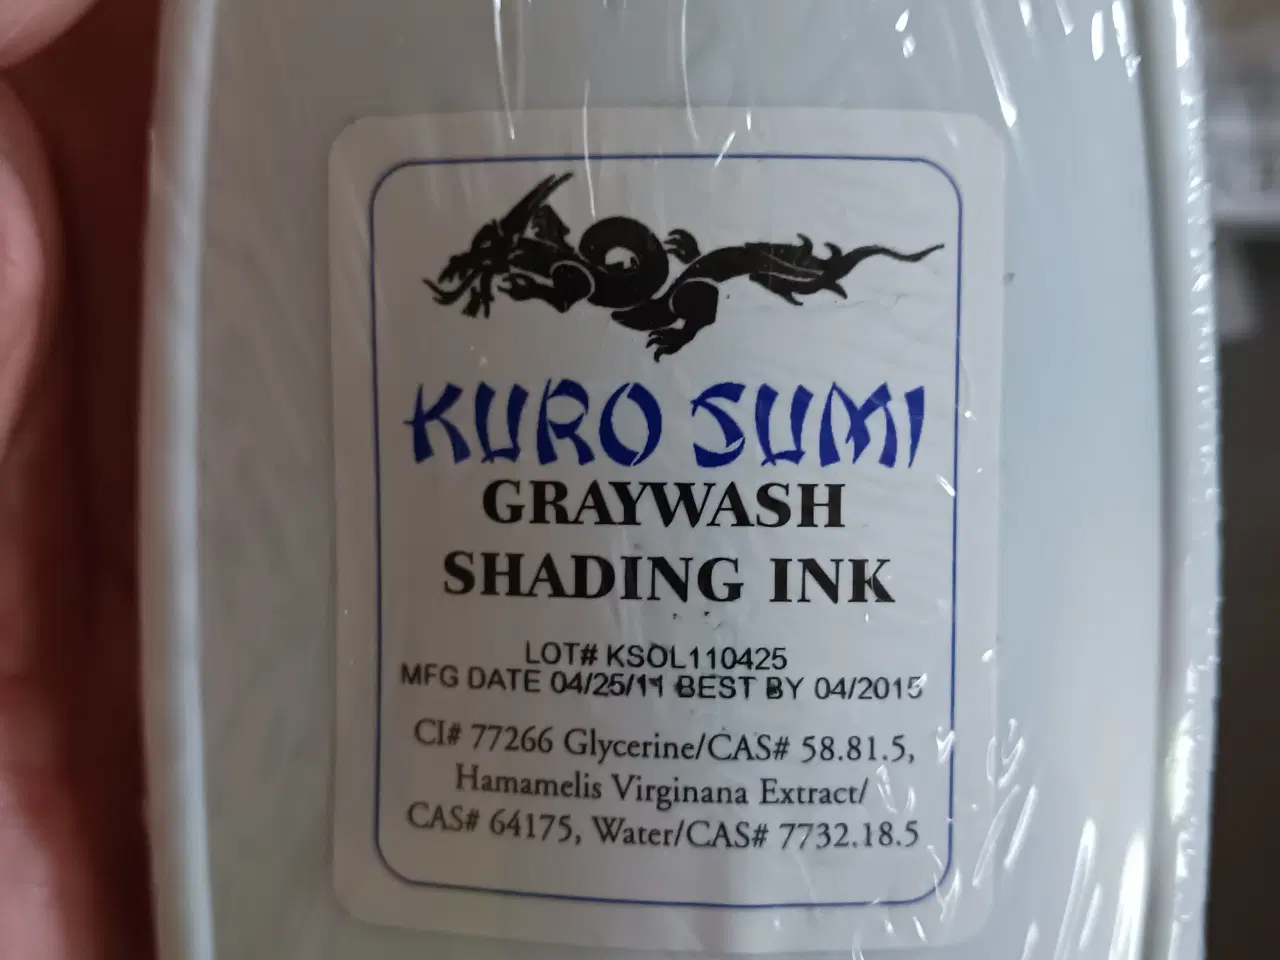 KURO SUMI
GRAYWASH
SHADING INK
LOT# KSOL110425
MFG DATE 04/25/11 BEST BY 04/2015
CI# 77266 Glycerine/CAS# 58.81.5,
Hamamelis Virginana Extract/
CAS# 64175, Water/CAS# 7732.18.5